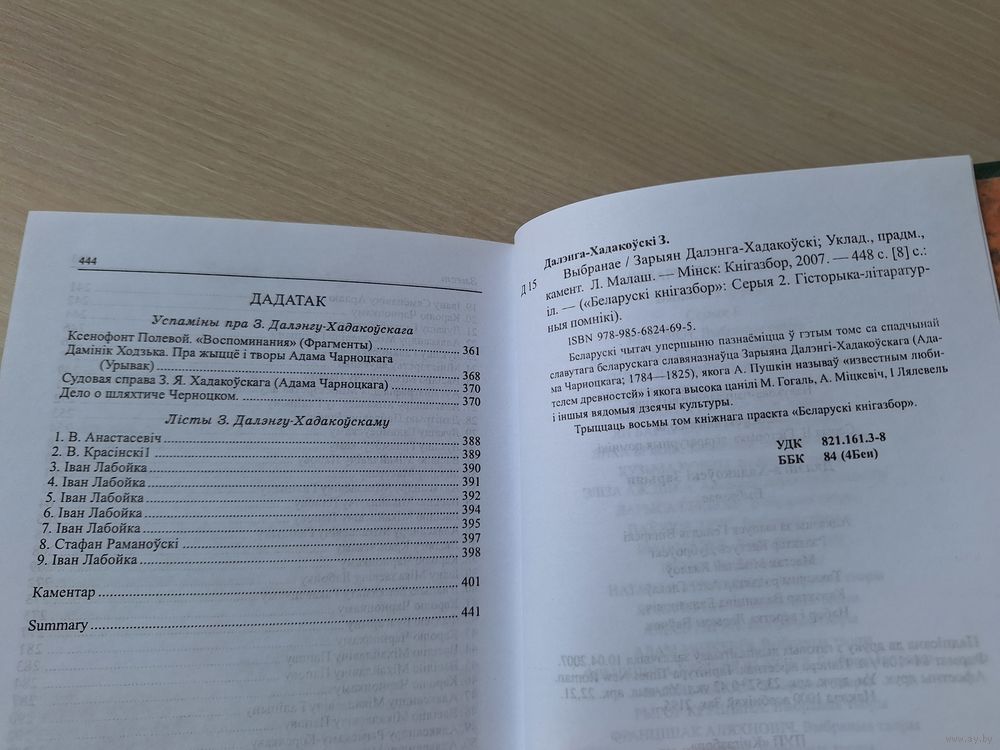 444
ДАДАТАК
Успаміны пра З. Далэнгу-Хадакоўскага
Ксенофонт Полевой. «Воспоминания» (Фрагменты) 361
Дамінік Ходзька. Пра жыццё і творы Адама Чарноцкага
(Урывак) 368
Судовая справа З. Я. Хадакоўскага (Адама Чарноцкага) 370
Дело о шляхтиче Черноцком. 370
Лісты З. Далэнгу-Хадакоўскаму
1. В. Анастасевіч 388
2. В. Красінскі1 389
3. Іван Лабойка 390
4. Іван Лабойка 391
5. Іван Лабойка 392
6. Іван Лабойка 394
7. Іван Лабойка 395
8. Стафан Раманоўскі 397
9. Іван Лабойка 398
Каментар 401
Summary 441
Далэнга-Хадакоўскі З.
Д 15
Выбранае / Зарыян Далэнга-Хадакоўскі; Уклад., прадм.,
камент. Л. Малаш. — Мінск: Кнігазбор, 2007. — 448 с. [8] с.:
іл. — («Беларускі кнігазбор»: Серыя 2. Гісторыка-літаратур-
ныя помнікі).
ISBN 978-985-6824-69-5.
Беларускі чытач упершыню пазнаёміцца ў гэтым томе са спадчынай
славутага беларускага славяназнаўца Зарыяна Далэнгі-Хадакоўскага (Ада-
ма Чарноцкага; 1784—1825), якога А. Пушкін называў «известным люби-
телем древностей» і якога высока цанілі М. Гогаль, А. Міцкевіч, І Лялевель
і іншыя вядомыя дзеячы культуры.
Трыццаць восьмы том кніжнага праекта «Беларускі кнігазбор».
УДК 821.161.3-8
ББК 84 (4Беи)
www.ay.by